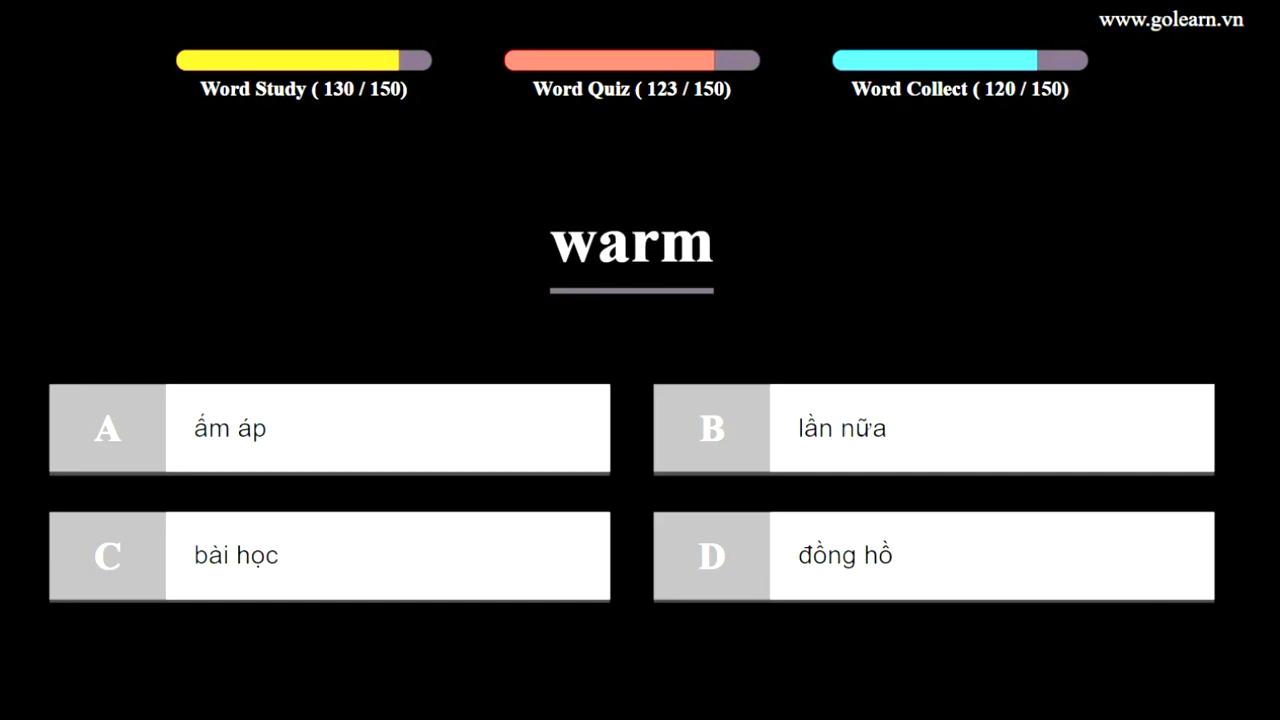 www.golearn.vn
Word Study ( 130 / 150)
Word Quiz ( 123 / 150)
Word Collect ( 120 / 150)
warm
A ấm áp
B lần nữa
C bài học
D đồng hồ